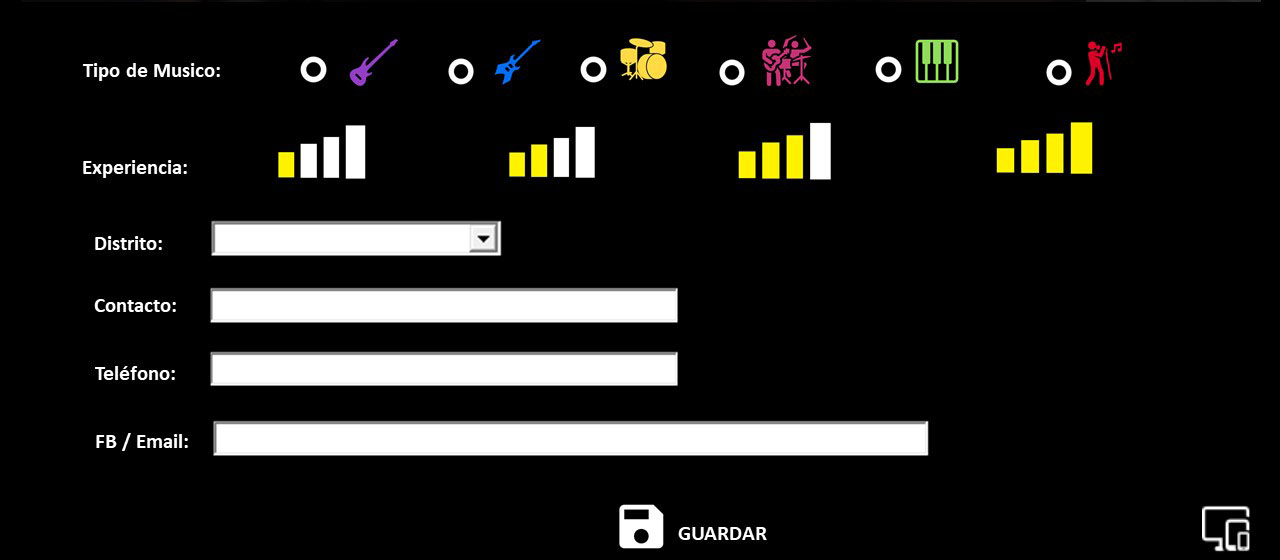 Tipo de Musico:
Experiencia:
Distrito:
Contacto:
Teléfono:
FB / Email:
GUARDAR